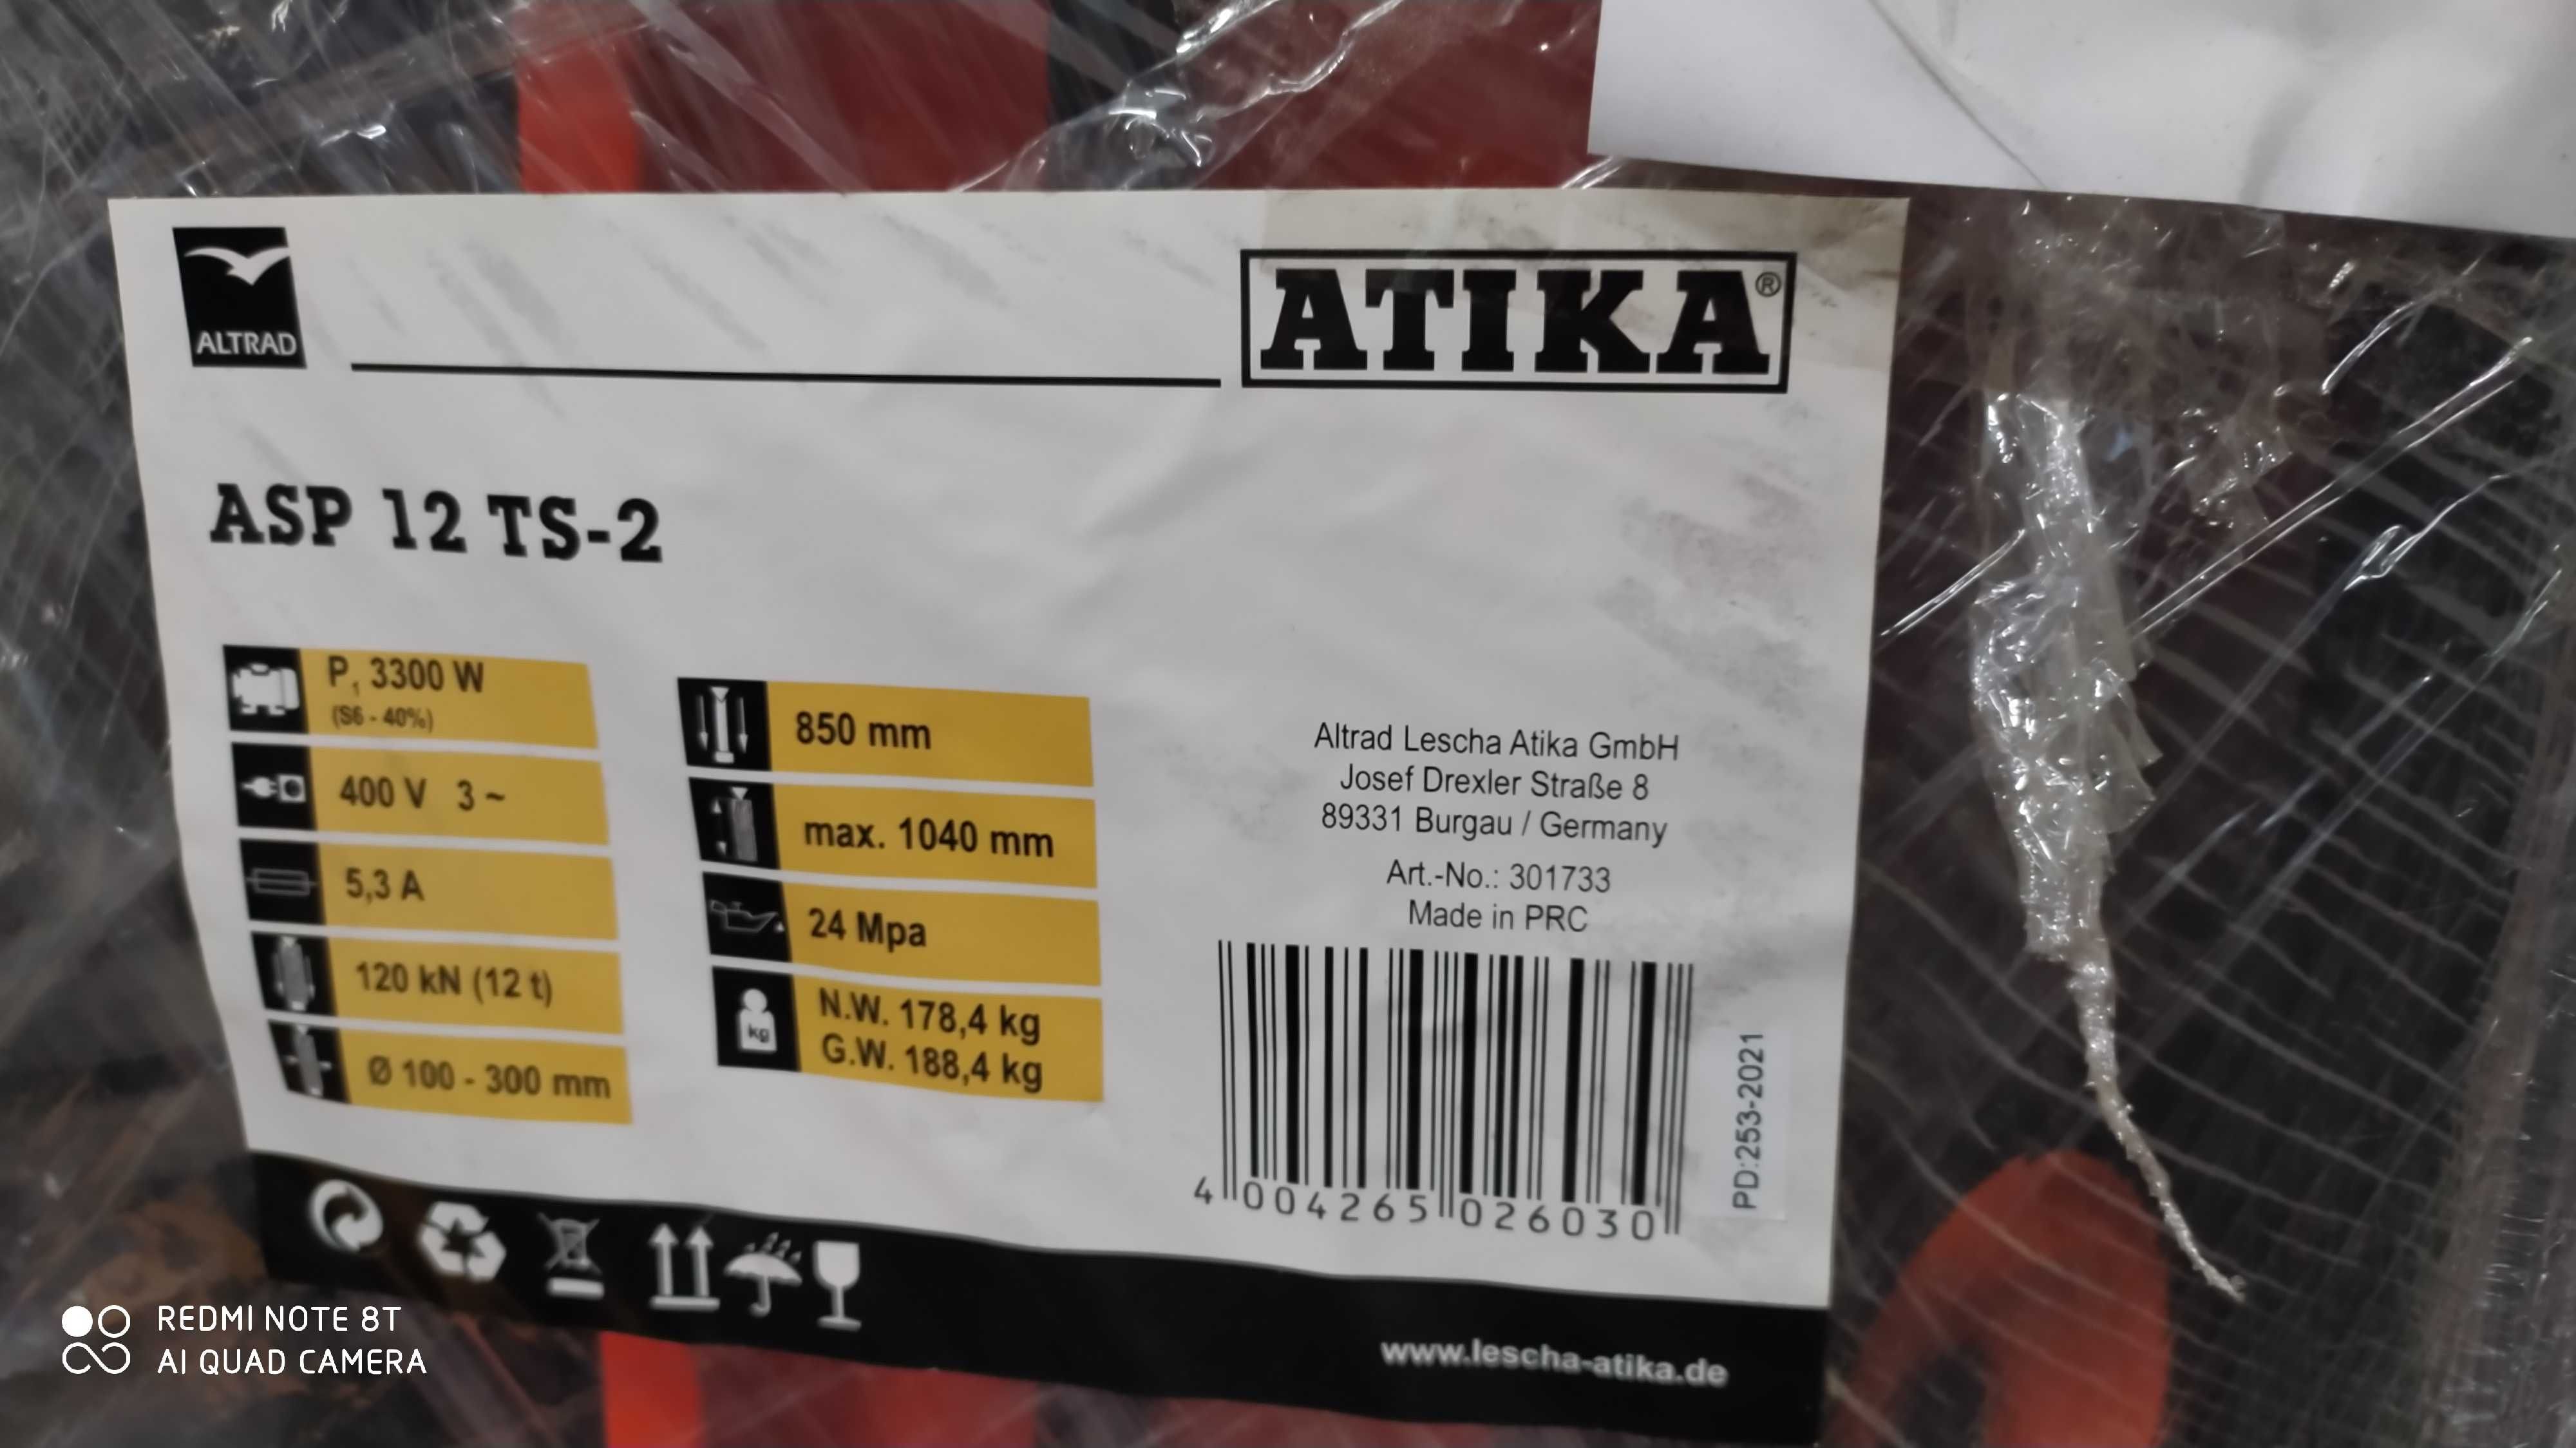 ALTRAD
ATIKA®
ASP 12 TS-2
P₁ 3300 W
(S6 - 40%)
400 V 3 ~
5,3 A
120 kN (12 t)
Ø 100 - 300 mm
850 mm
max. 1040 mm
24 Mpa
kg
N.W. 178,4 kg
G.W. 188,4 kg
Altrad Lescha Atika GmbH
Josef Drexler Straße 8
89331 Burgau / Germany
Art.-No.: 301733
Made in PRC
4 004265 026030
PD:2533-2021
www.lescha-atika.de
REDMI NOTE 8T
AI QUAD CAMERA